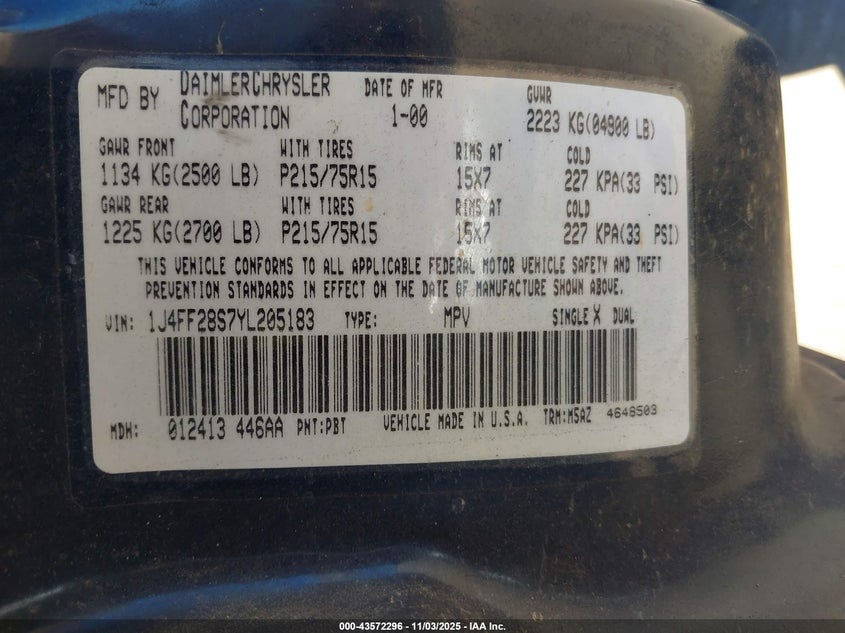 MFD BY DAIMLERCHRYSLER CORPORATION DATE OF MFR 1-00 GVWR 2223 KG(04900 LB)
GAWR FRONT WITH TIRES RIMS AT COLD
1134 KG(2500 LB) P215/75R15 15X7 227 KPA(33 PSI)
GAWR REAR WITH TIRES RIMS AT COLD
1225 KG(2700 LB) P215/75R15 15X7 227 KPA(33 PSI)
THIS VEHICLE CONFORMS TO ALL APPLICABLE FEDERAL MOTOR VEHICLE SAFETY AND THEFT
PREVENTION STANDARDS IN EFFECT ON THE DATE OF MANUFACTURE SHOWN ABOVE.
VIN: 1J4FF28S7YL205183 TYPE: MPV SINGLE X DUAL
MDH: 012413 446AA PNT:PBT VEHICLE MADE IN U.S.A. TRM:M5AZ 4648503
000-43572296 - 11/03/2025 - IAA Inc.